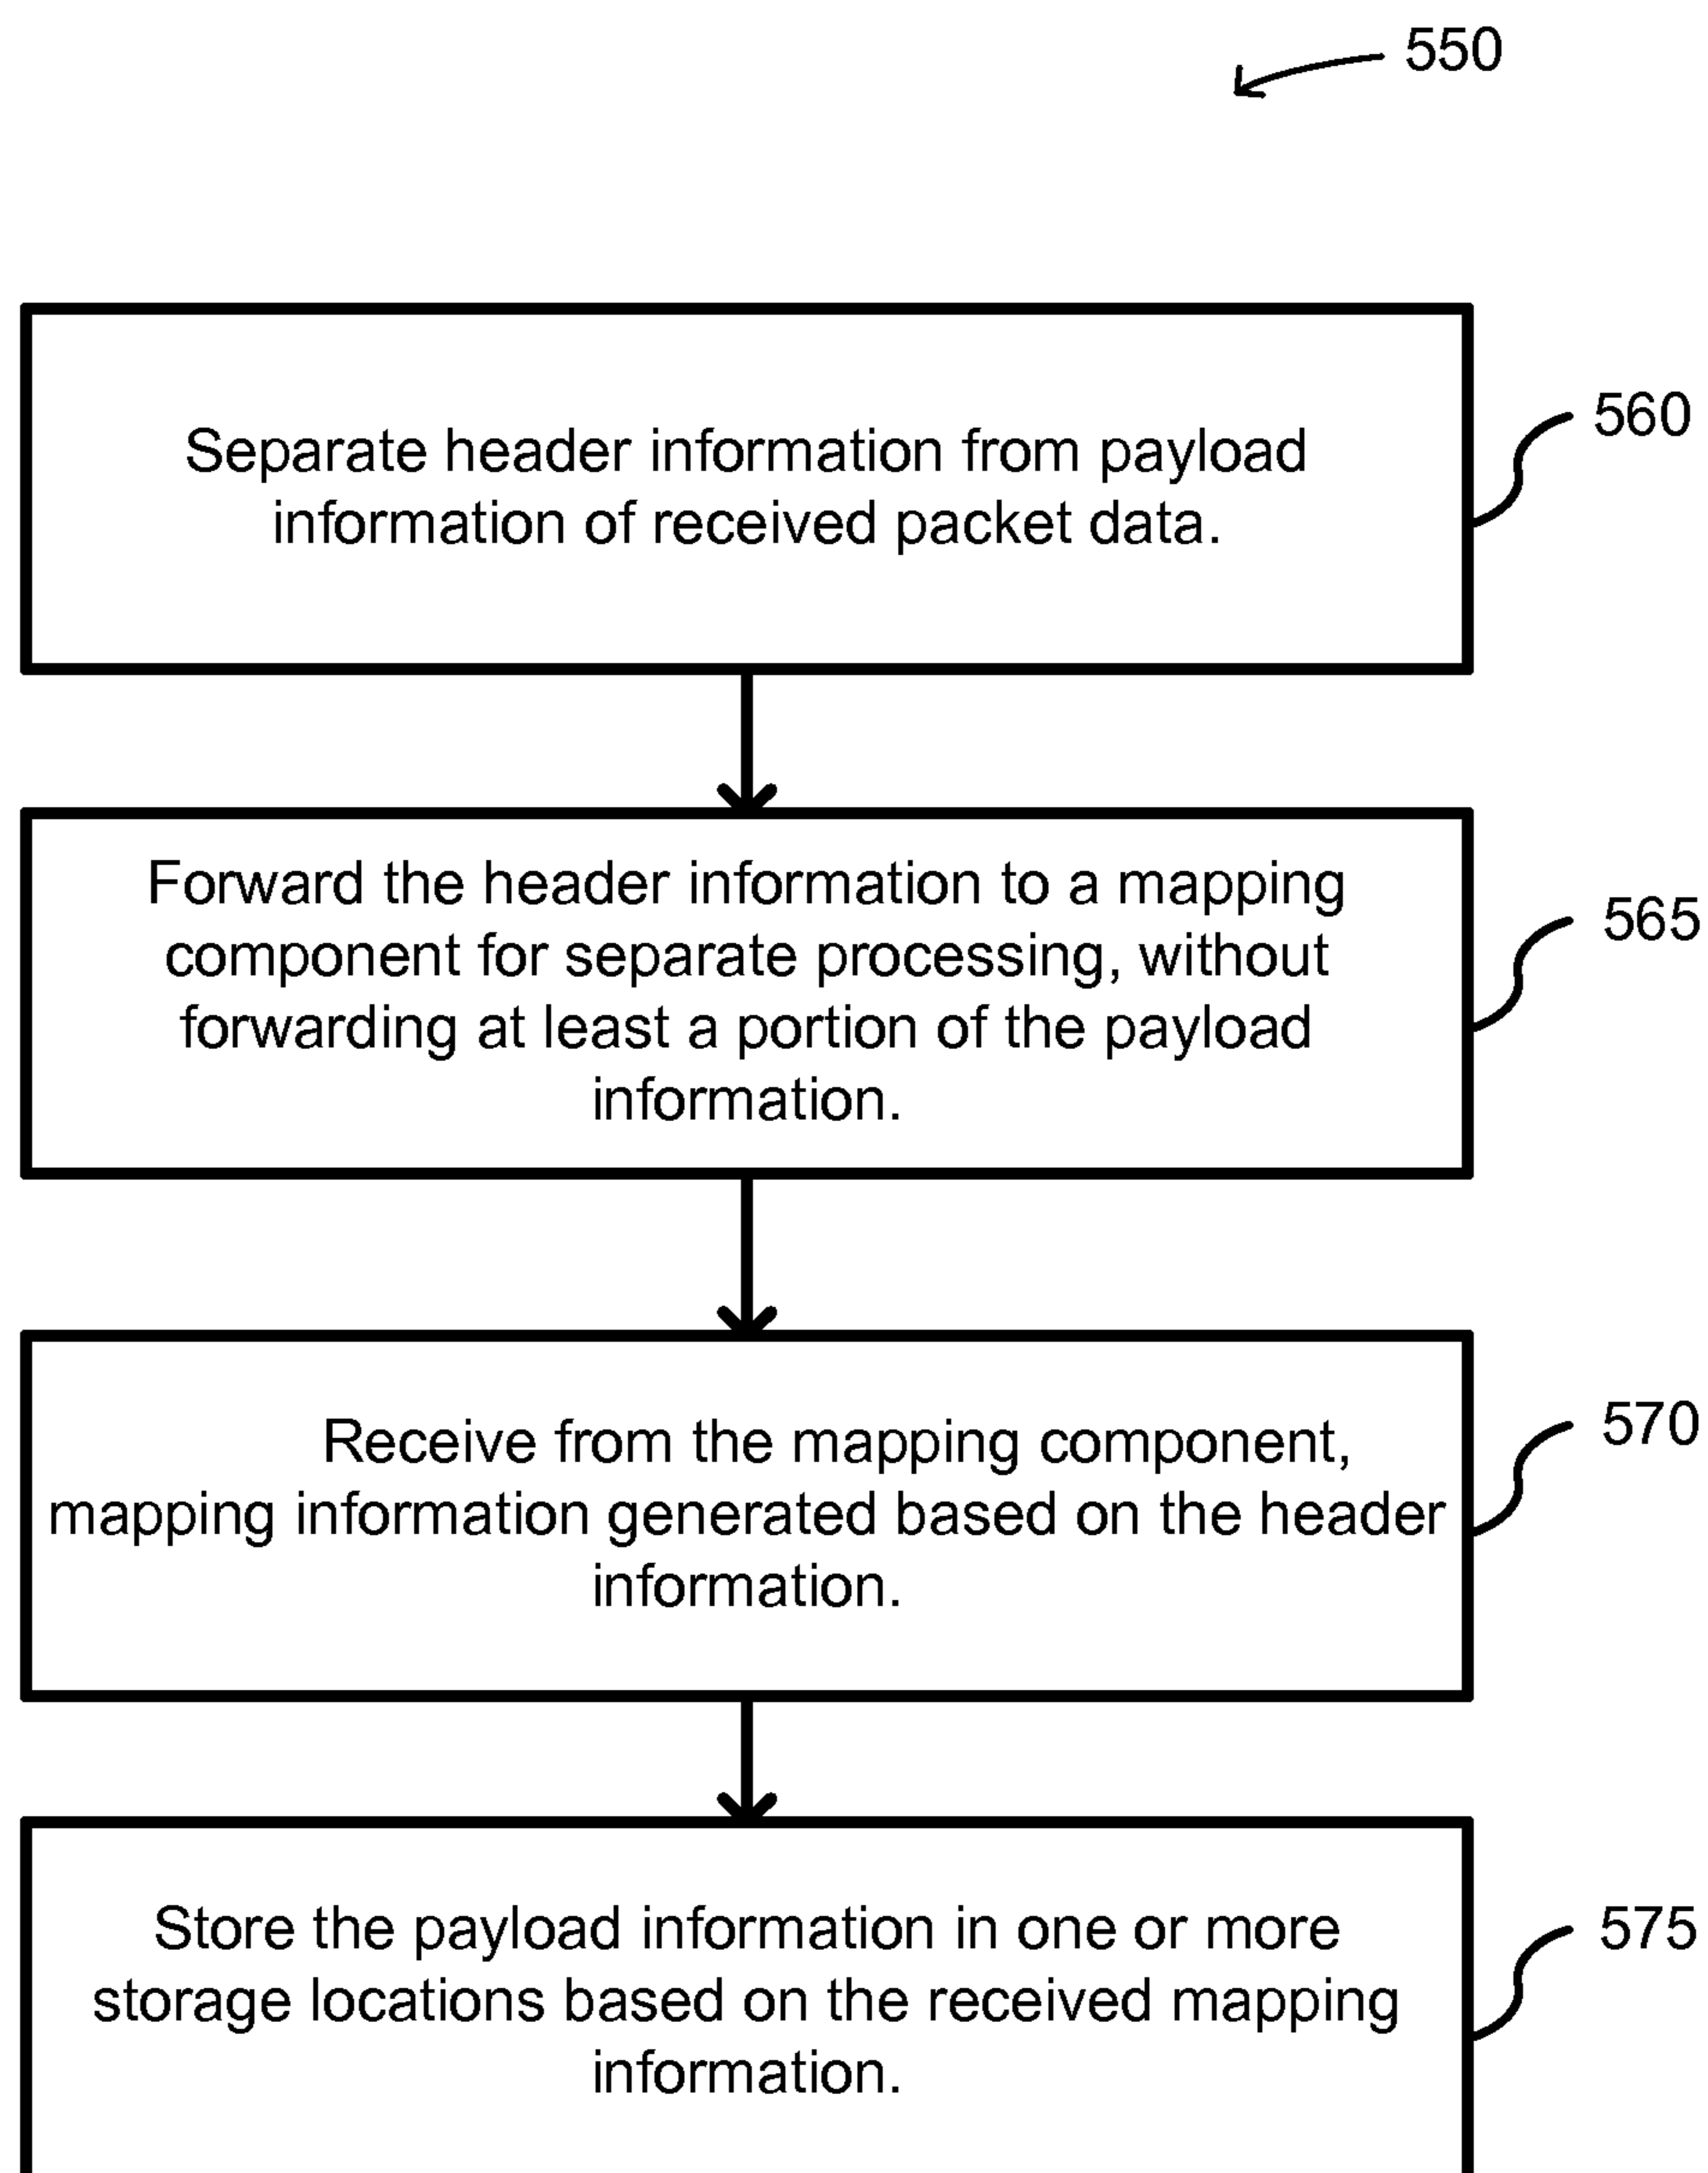 550
Separate header information from payload
information of received packet data.
560
Forward the header information to a mapping
component for separate processing, without
forwarding at least a portion of the payload
information.
565
Receive from the mapping component,
mapping information generated based on the header
information.
570
Store the payload information in one or more
storage locations based on the received mapping
information.
575